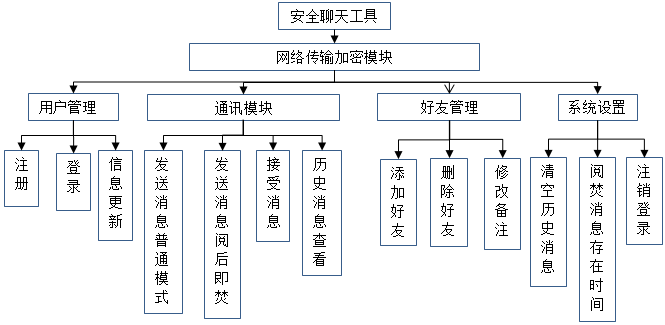 安全聊天工具
网络传输加密模块
用户管理
通讯模块
好友管理
系统设置
注册
登录
信息更新
发送消息普通模式
发送消息阅后即焚
接受消息
历史消息查看
添加好友
删除好友
修改备注
清空历史消息
阅焚消息存在时间
注销登录